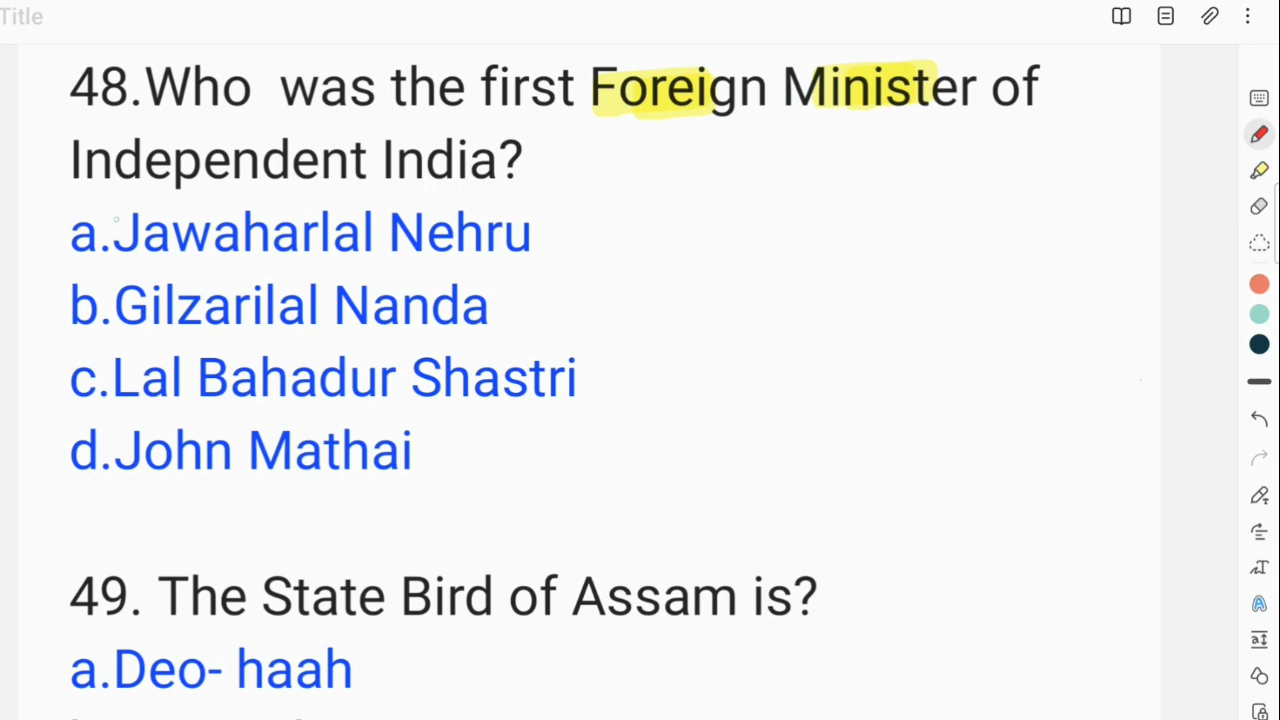 Title
48.Who was the first Foreign Minister of
Independent India?
a.Jawaharlal Nehru
b.Gilzarilal Nanda
c.Lal Bahadur Shastri
d.John Mathai
49. The State Bird of Assam is?
a.Deo- haah